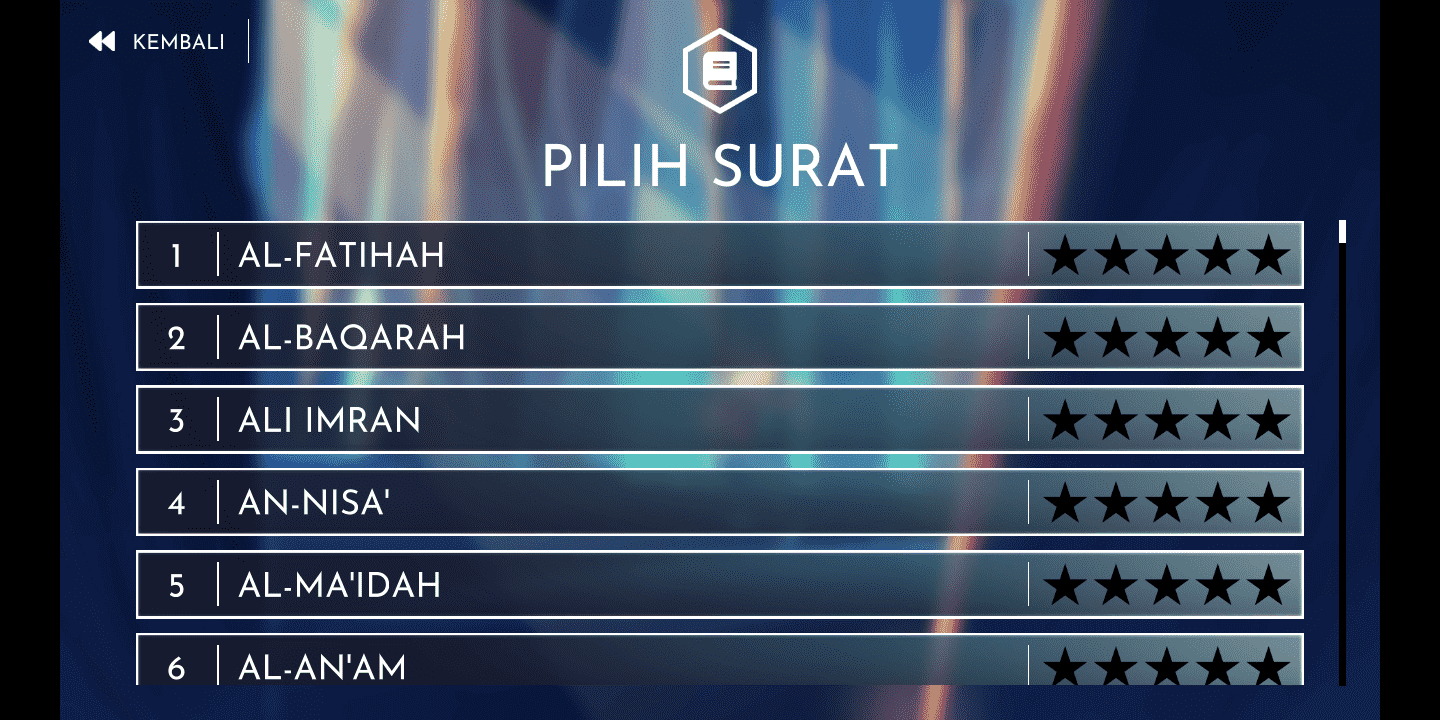 KEMBALI
PILIH SURAT
1 AL-FATIHAH
2 AL-BAQARAH
3 ALI IMRAN
4 AN-NISA'
5 AL-MA'IDAH
6 AL-AN'AM